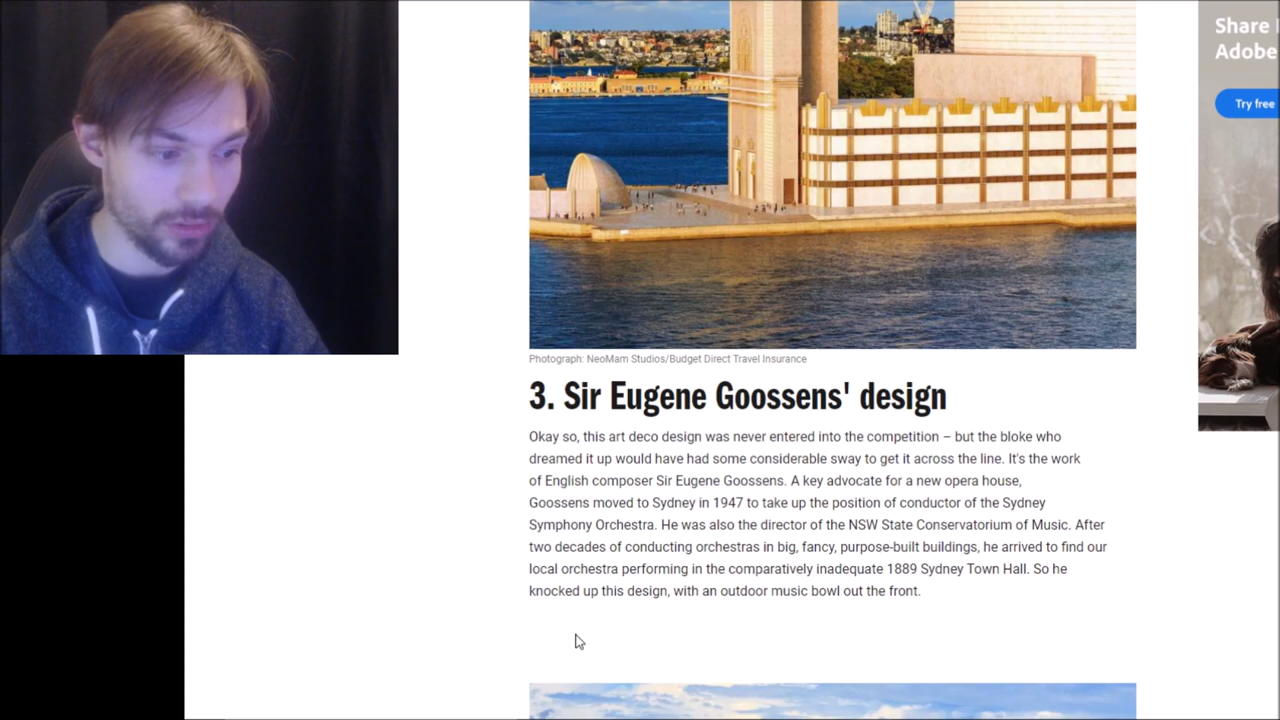 Share
Adobe
Try free
Photograph: NeoMam Studios/Budget Direct Travel Insurance
3. Sir Eugene Goossens' design
Okay so, this art deco design was never entered into the competition – but the bloke who
dreamed it up would have had some considerable sway to get it across the line. It's the work
of English composer Sir Eugene Goossens. A key advocate for a new opera house,
Goossens moved to Sydney in 1947 to take up the position of conductor of the Sydney
Symphony Orchestra. He was also the director of the NSW State Conservatorium of Music. After
two decades of conducting orchestras in big, fancy, purpose-built buildings, he arrived to find our
local orchestra performing in the comparatively inadequate 1889 Sydney Town Hall. So he
knocked up this design, with an outdoor music bowl out the front.